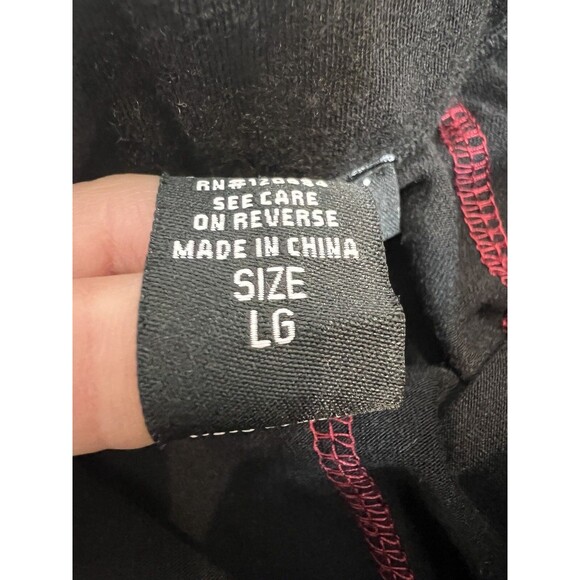 SEE CARE
ON REVERSE
MADE IN CHINA
SIZE
LG